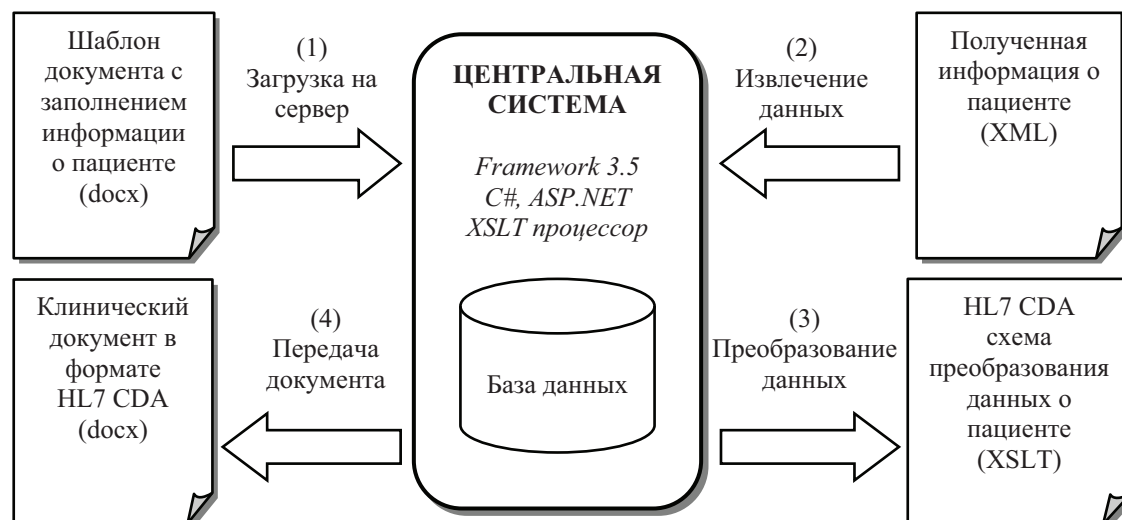 Шаблон
документа с
заполнением
информации
о пациенте
(docx)
(1)
Загрузка на
сервер
ЦЕНТРАЛЬНАЯ
СИСТЕМА
Framework 3.5
C#, ASP.NET
XSLT процессор
База данных
(2)
Извлечение
данных
Полученная
информация о
пациенте
(XML)
Клинический
документ в
формате
HL7 CDA
(docx)
(4)
Передача
документа
(3)
Преобразование
данных
HL7 CDA
схема
преобразования
данных о
пациенте
(XSLT)